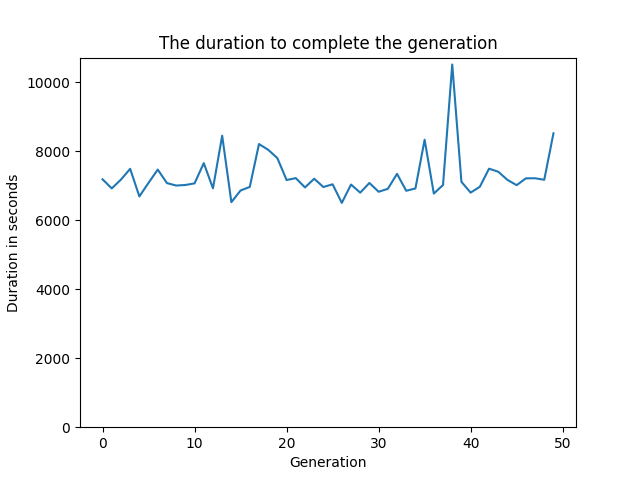 The duration to complete the generation
10000
8000
6000
4000
2000
0
Duration in seconds
0 10 20 30 40 50
Generation